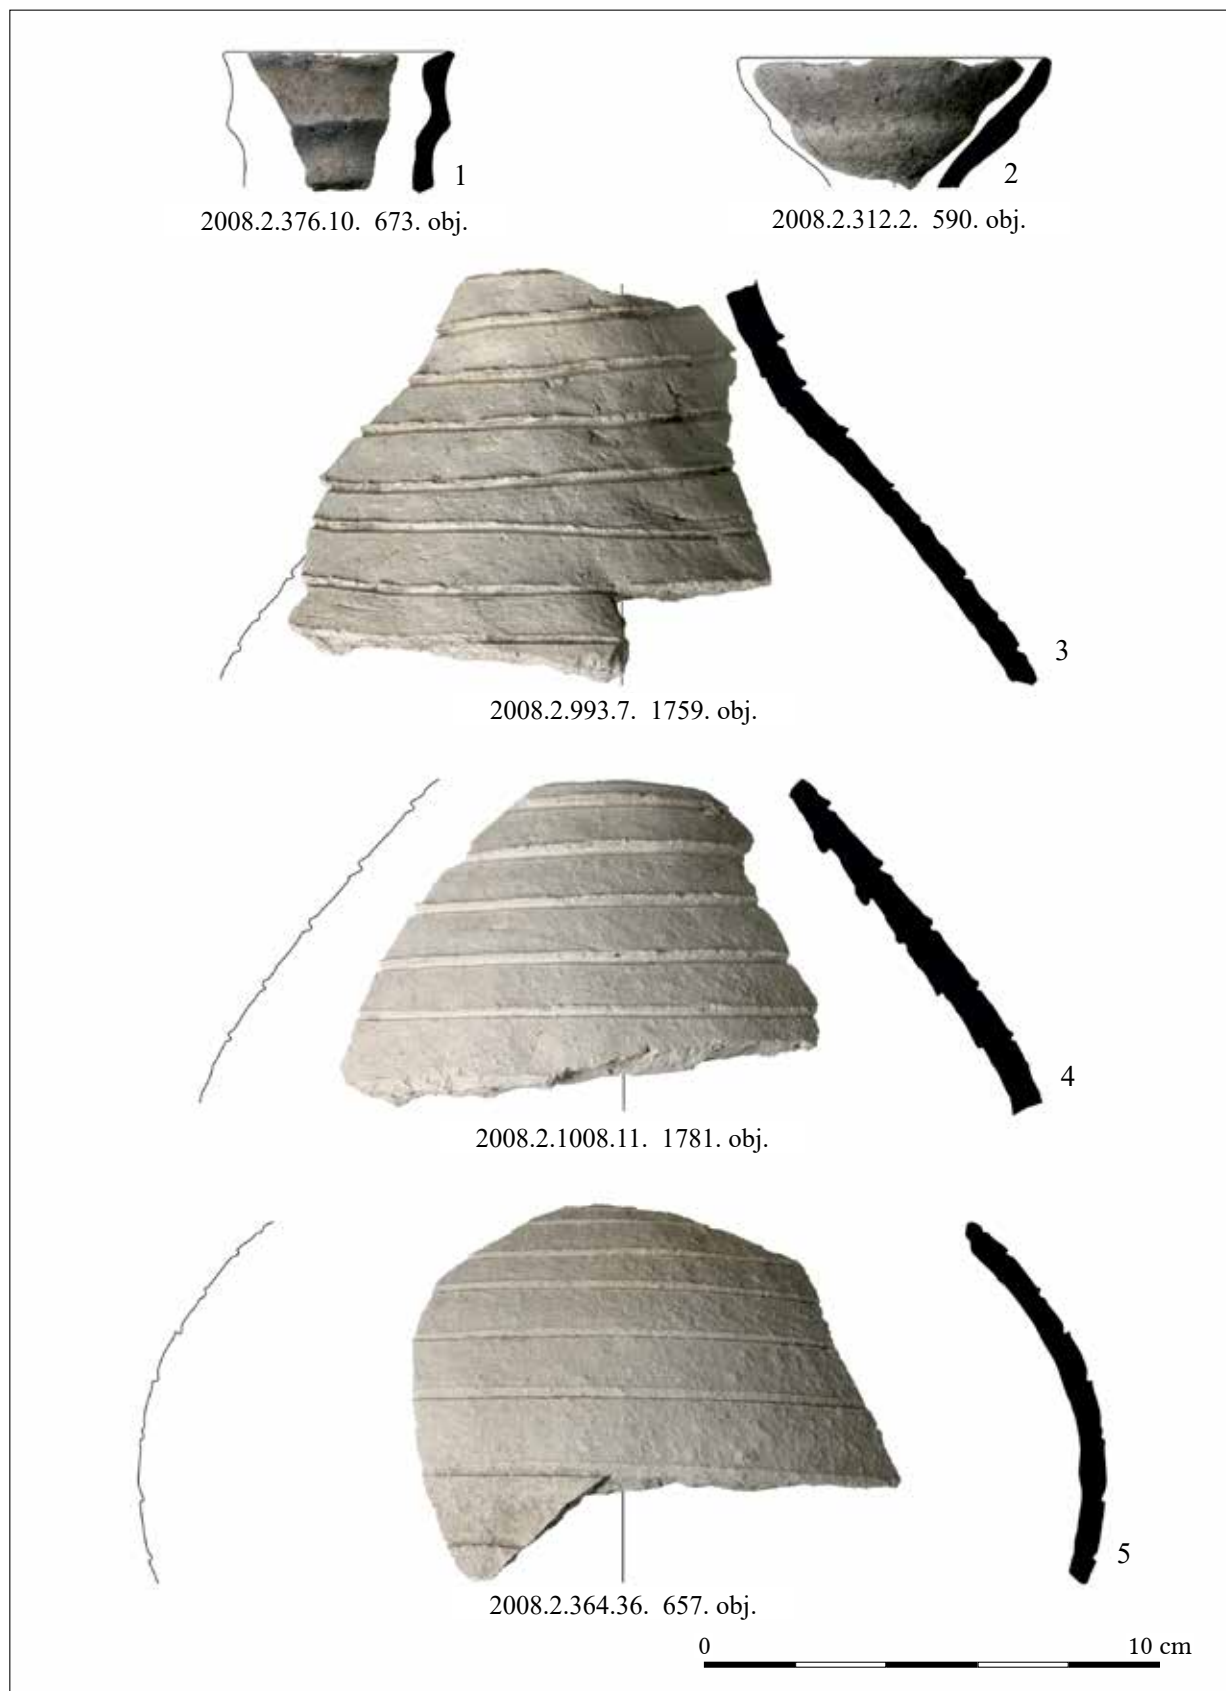 1
2
2008.2.376.10. 673. obj.
2008.2.312.2. 590. obj.
3
2008.2.993.7. 1759. obj.
4
2008.2.1008.11. 1781. obj.
5
2008.2.364.36. 657. obj.
0 10 cm